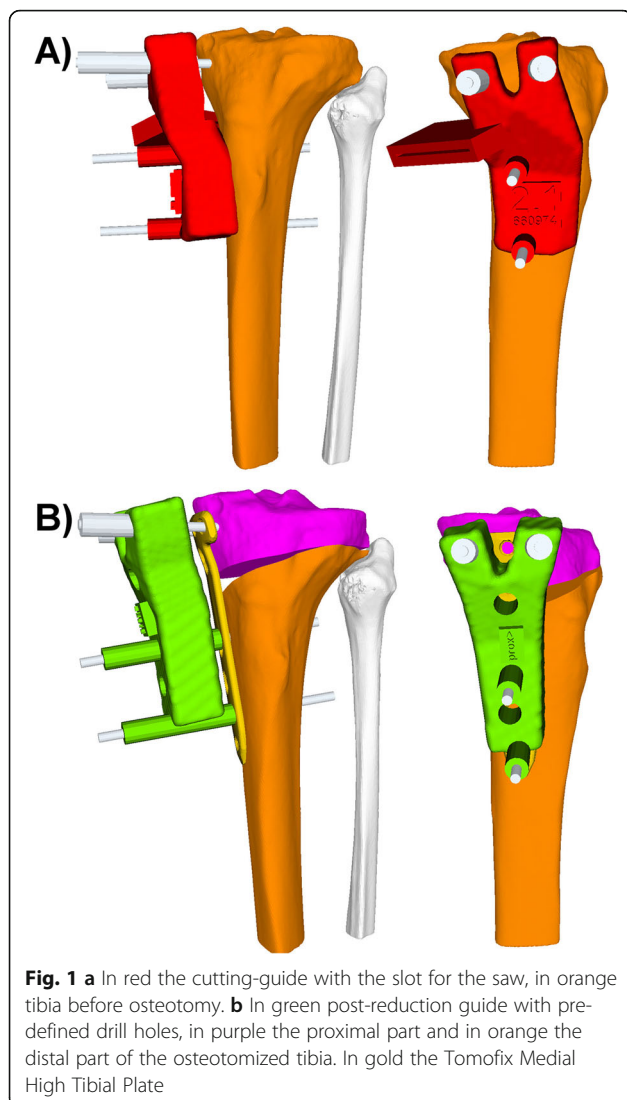 A)
B)
prox>
Fig. 1 a In red the cutting-guide with the slot for the saw, in orange
tibia before osteotomy. b In green post-reduction guide with pre-
defined drill holes, in purple the proximal part and in orange the
distal part of the osteotomized tibia. In gold the Tomofix Medial
High Tibial Plate